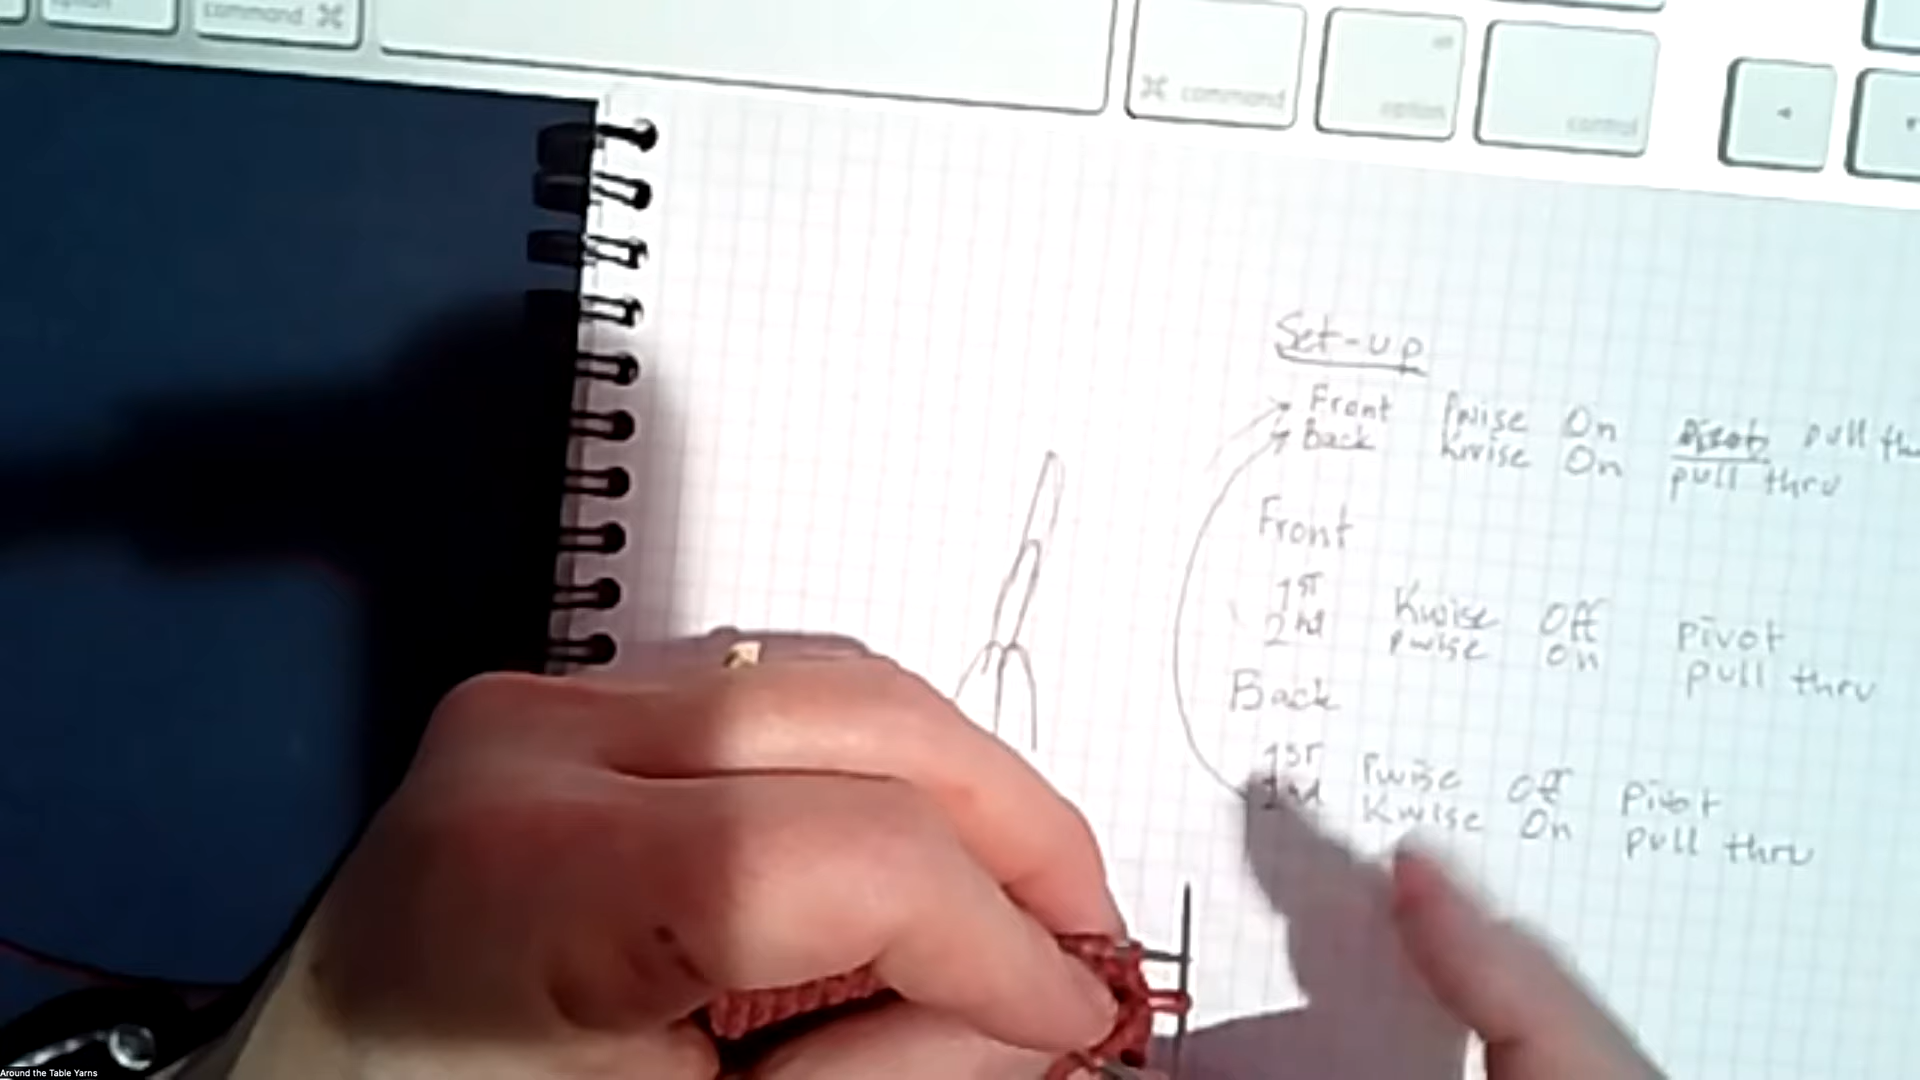 option
command ⌘
⌘ command
alt
option
control
Set-up
Front Pwise On pull
Back Kwise On pull thru
Front
1st Kwise Off pivot
2nd Pwise On pull thru
Back
1st Pwise Off Pivot
2nd Kwise On pull thru
Around the Table Yarns